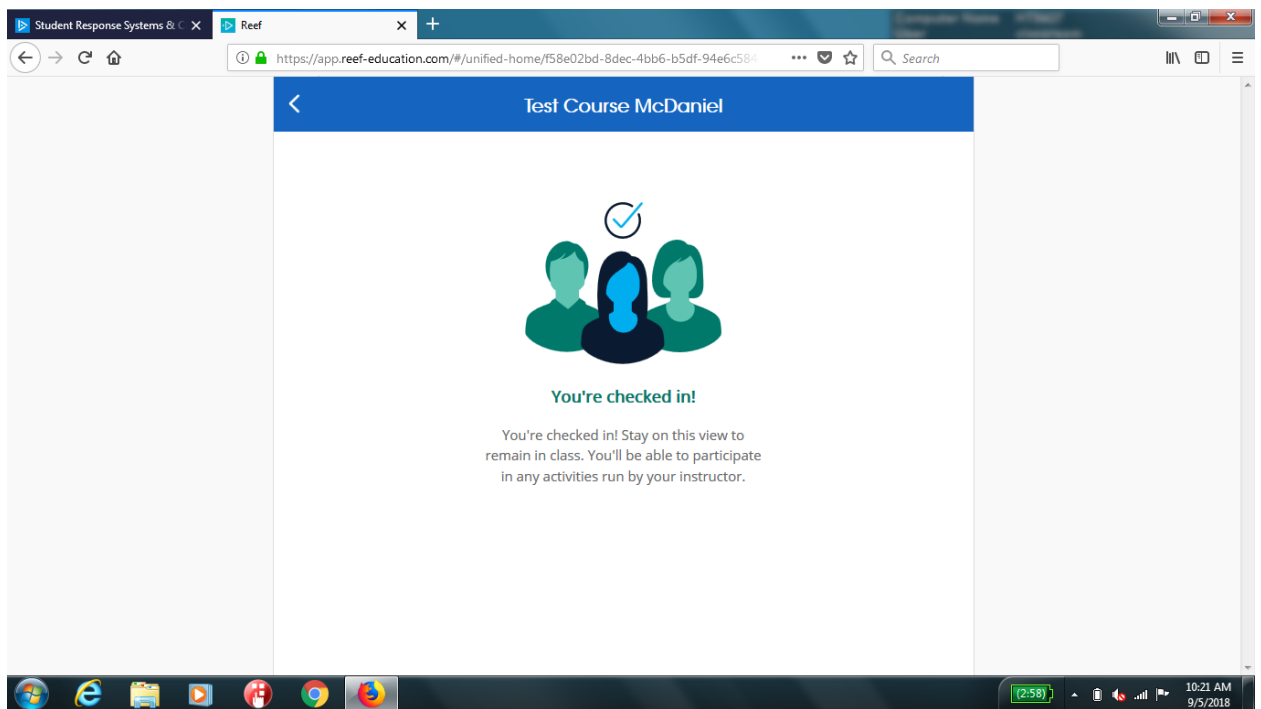 Student Response Systems & C
Reef
https://app.reef-education.com/#/unified-home/f58e02bd-8dec-4bb6-b5df-94e6c584
Search
Test Course McDaniel
You're checked in!
You're checked in! Stay on this view to
remain in class. You'll be able to participate
in any activities run by your instructor.
(2:58)
10:21 AM
9/5/2018